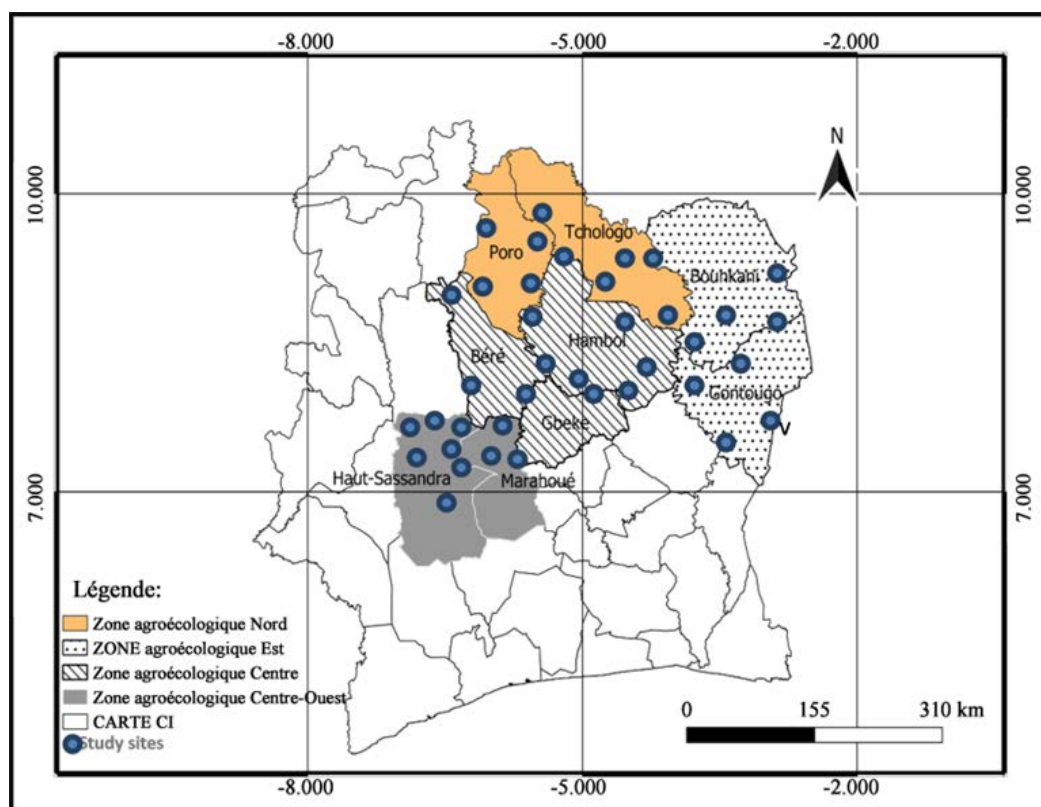 -8.000 -5.000 -2.000
N
10.000 10.000
Tchologo
Poro
Bounkani
Hambol
Béré
Gontougo
Gbeke
V
Haut-Sassandra Marahoué
7.000 7.000
Légende:
Zone agroécologique Nord
ZONE agroécologique Est
Zone agroécologique Centre
Zone agroécologique Centre-Ouest
CARTE CI
Study sites
0 155 310 km
-8.000 -5.000 -2.000